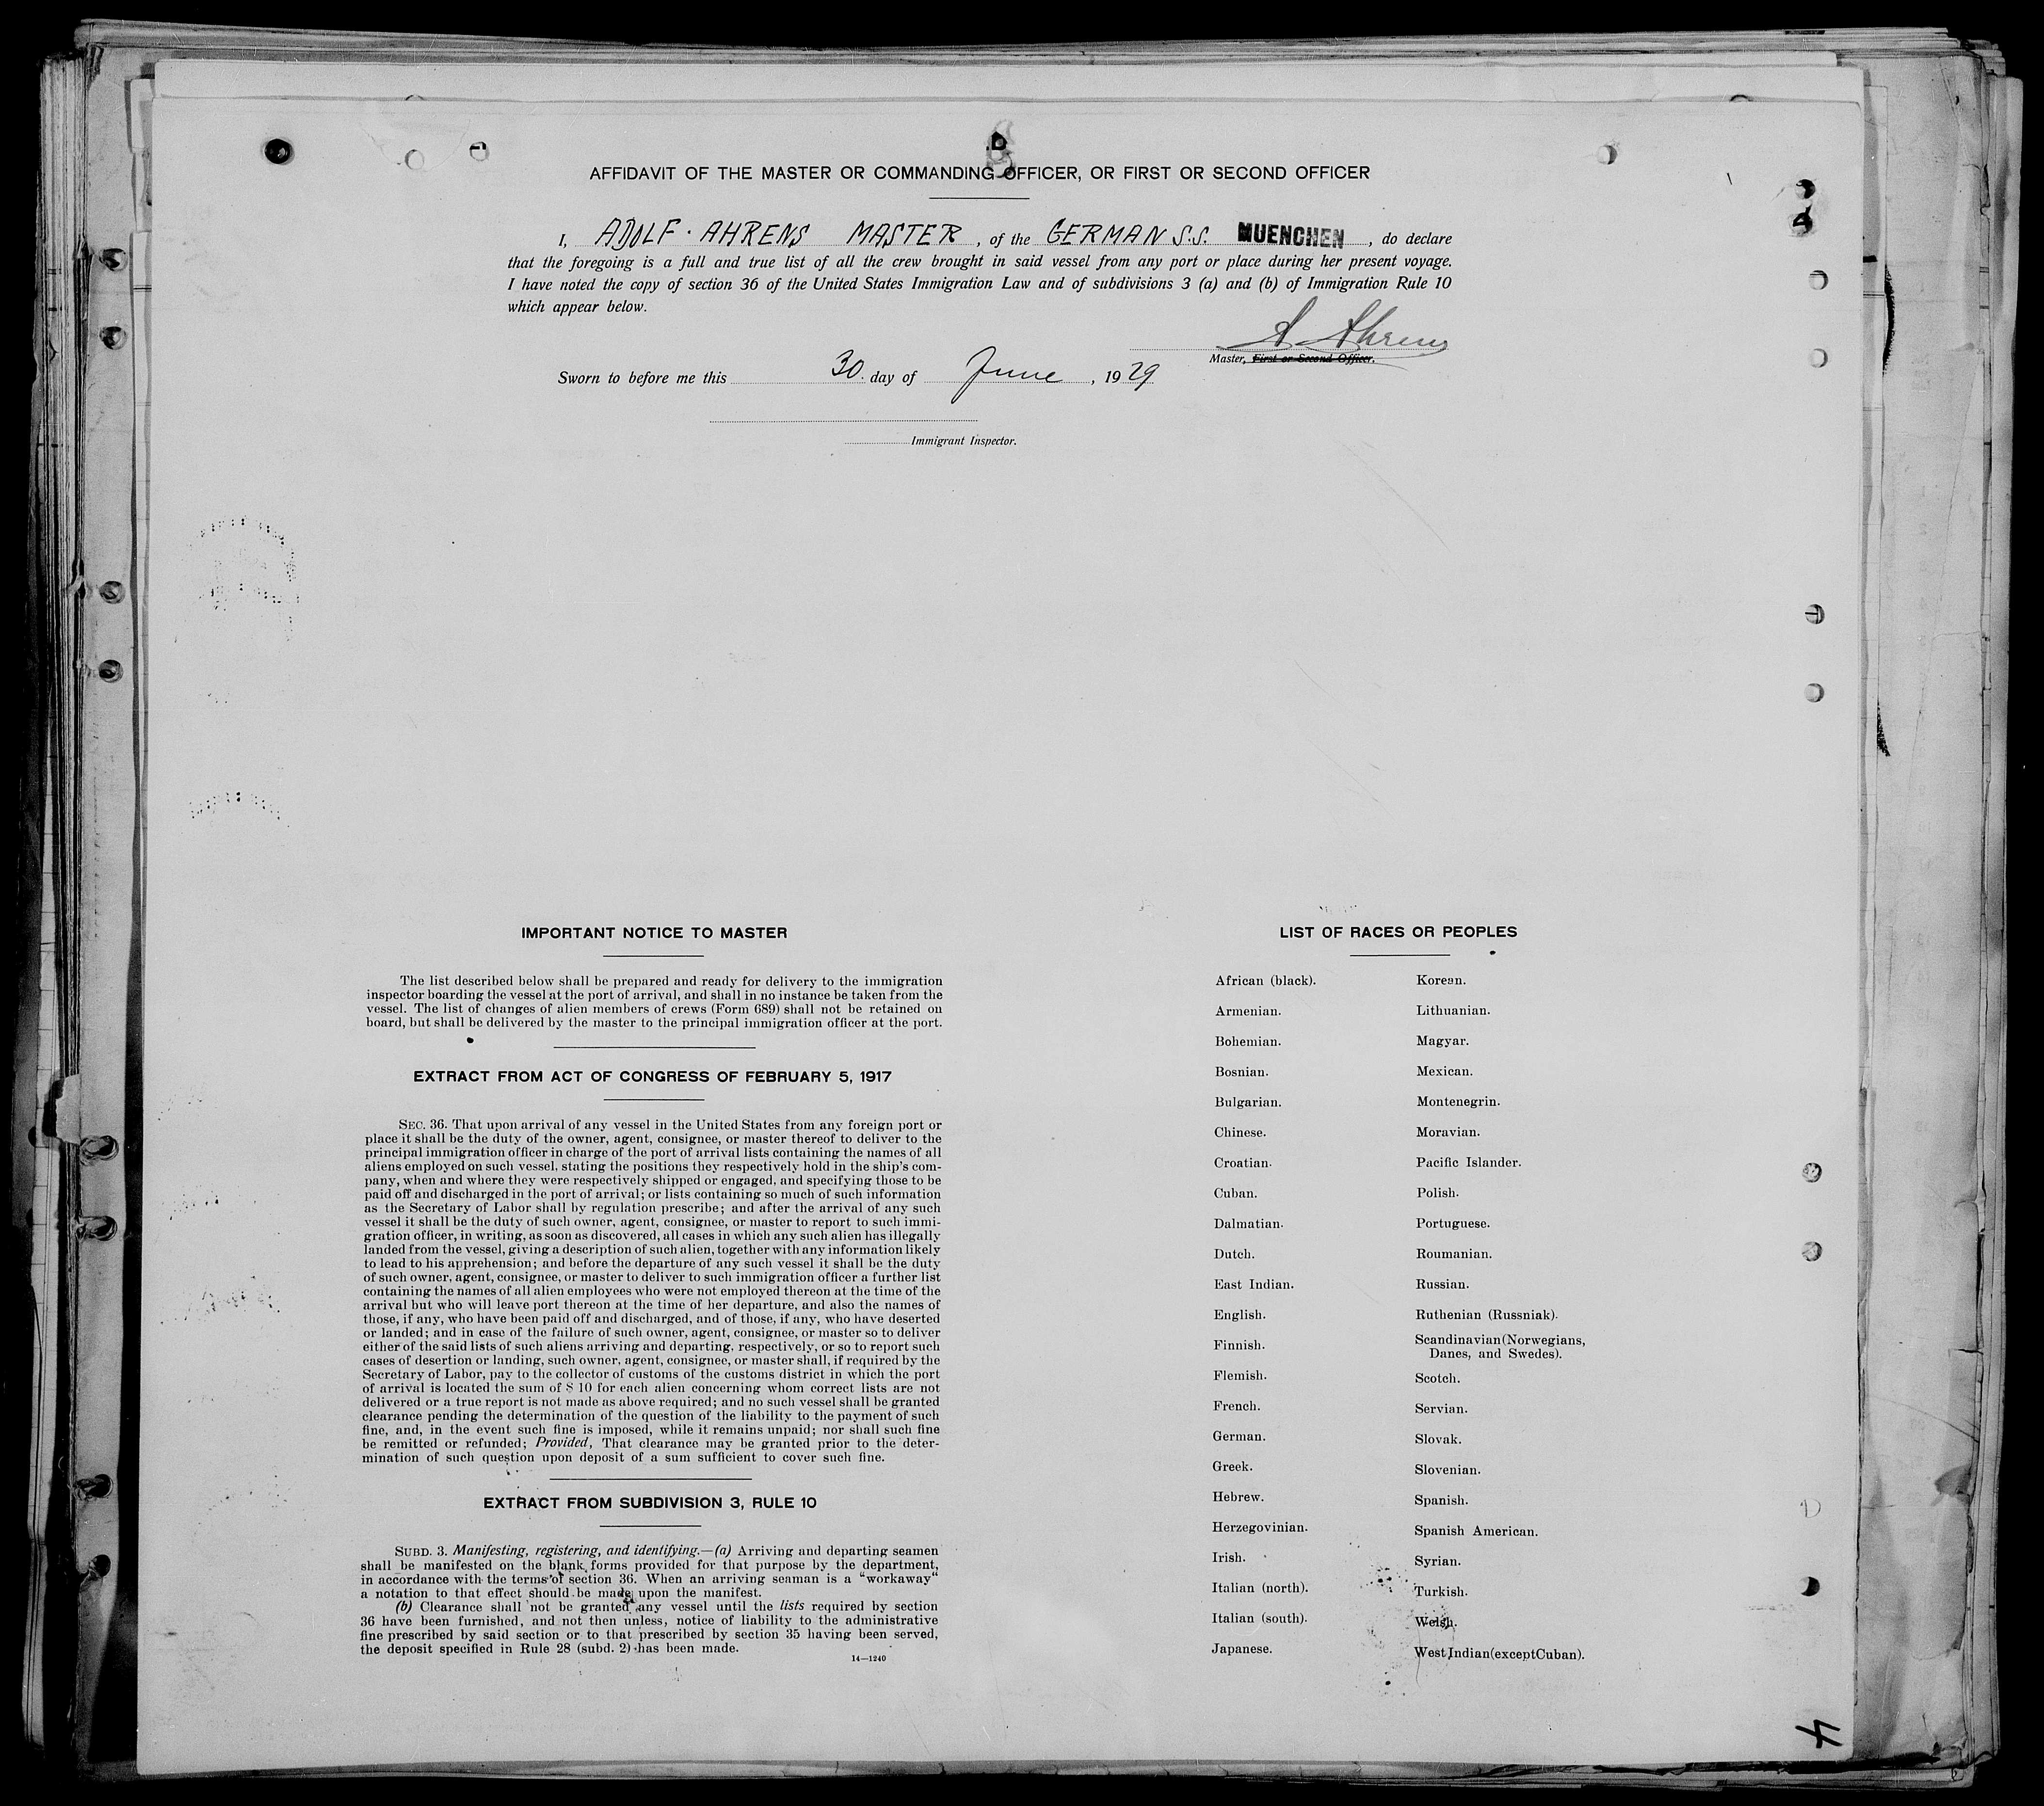 AFFIDAVIT OF THE MASTER OR COMMANDING OFFICER, OR FIRST OR SECOND OFFICER
I, ADOLF · AHRENS MASTER, of the GERMAN S.S. MUENCHEN, do declare
that the foregoing is a full and true list of all the crew brought in said vessel from any port or place during her present voyage.
I have noted the copy of section 36 of the United States Immigration Law and of subdivisions 3 (a) and (b) of Immigration Rule 10
which appear below.
A Ahrens
Master, First or Second Officer.
Sworn to before me this 30. day of June, 1929
Immigrant Inspector.
IMPORTANT NOTICE TO MASTER
The list described below shall be prepared and ready for delivery to the immigration
inspector boarding the vessel at the port of arrival, and shall in no instance be taken from the
vessel. The list of changes of alien members of crews (Form 689) shall not be retained on
board, but shall be delivered by the master to the principal immigration officer at the port.
EXTRACT FROM ACT OF CONGRESS OF FEBRUARY 5, 1917
SEC. 36. That upon arrival of any vessel in the United States from any foreign port or
place it shall be the duty of the owner, agent, consignee, or master thereof to deliver to the
principal immigration officer in charge of the port of arrival lists containing the names of all
aliens employed on such vessel, stating the positions they respectively hold in the ship's com-
pany, when and where they were respectively shipped or engaged, and specifying those to be
paid off and discharged in the port of arrival; or lists containing so much of such information
as the Secretary of Labor shall by regulation prescribe; and after the arrival of any such
vessel it shall be the duty of such owner, agent, consignee, or master to report to such immi-
gration officer, in writing, as soon as discovered, all cases in which any such alien has illegally
landed from the vessel, giving a description of such alien, together with any information likely
to lead to his apprehension; and before the departure of any such vessel it shall be the duty
of such owner, agent, consignee, or master to deliver to such immigration officer a further list
containing the names of all alien employees who were not employed thereon at the time of the
arrival but who will leave port thereon at the time of her departure, and also the names of
those, if any, who have been paid off and discharged, and of those, if any, who have deserted
or landed; and in case of the failure of such owner, agent, consignee, or master so to deliver
either of the said lists of such aliens arriving and departing, respectively, or so to report such
cases of desertion or landing, such owner, agent, consignee, or master shall, if required by the
Secretary of Labor, pay to the collector of customs of the customs district in which the port
of arrival is located the sum of $ 10 for each alien concerning whom correct lists are not
delivered or a true report is not made as above required; and no such vessel shall be granted
clearance pending the determination of the question of the liability to the payment of such
fine, and, in the event such fine is imposed, while it remains unpaid; nor shall such fine
be remitted or refunded; Provided, That clearance may be granted prior to the deter-
mination of such question upon deposit of a sum sufficient to cover such fine.
EXTRACT FROM SUBDIVISION 3, RULE 10
SUBD. 3. Manifesting, registering, and identifying.—(a) Arriving and departing seamen
shall be manifested on the blank forms provided for that purpose by the department,
in accordance with the terms of section 36. When an arriving seaman is a “workaway“
a notation to that effect should be made upon the manifest.
(b) Clearance shall not be granted any vessel until the lists required by section
36 have been furnished, and not then unless, notice of liability to the administrative
fine prescribed by said section or to that prescribed by section 35 having been served,
the deposit specified in Rule 28 (subd. 2) has been made.
14—1240
LIST OF RACES OR PEOPLES
African (black).
Armenian.
Bohemian.
Bosnian.
Bulgarian.
Chinese.
Croatian.
Cuban.
Dalmatian.
Dutch.
East Indian.
English.
Finnish.
Flemish.
French.
German.
Greek.
Hebrew.
Herzegovinian.
Irish.
Italian (north).
Italian (south).
Japanese.
Korean.
Lithuanian.
Magyar.
Mexican.
Montenegrin.
Moravian.
Pacific Islander.
Polish.
Portuguese.
Roumanian.
Russian.
Ruthenian (Russniak).
Scandinavian (Norwegians,
Danes, and Swedes).
Scotch.
Servian.
Slovak.
Slovenian.
Spanish.
Spanish American.
Syrian.
Turkish.
Welsh.
West Indian (except Cuban).
4